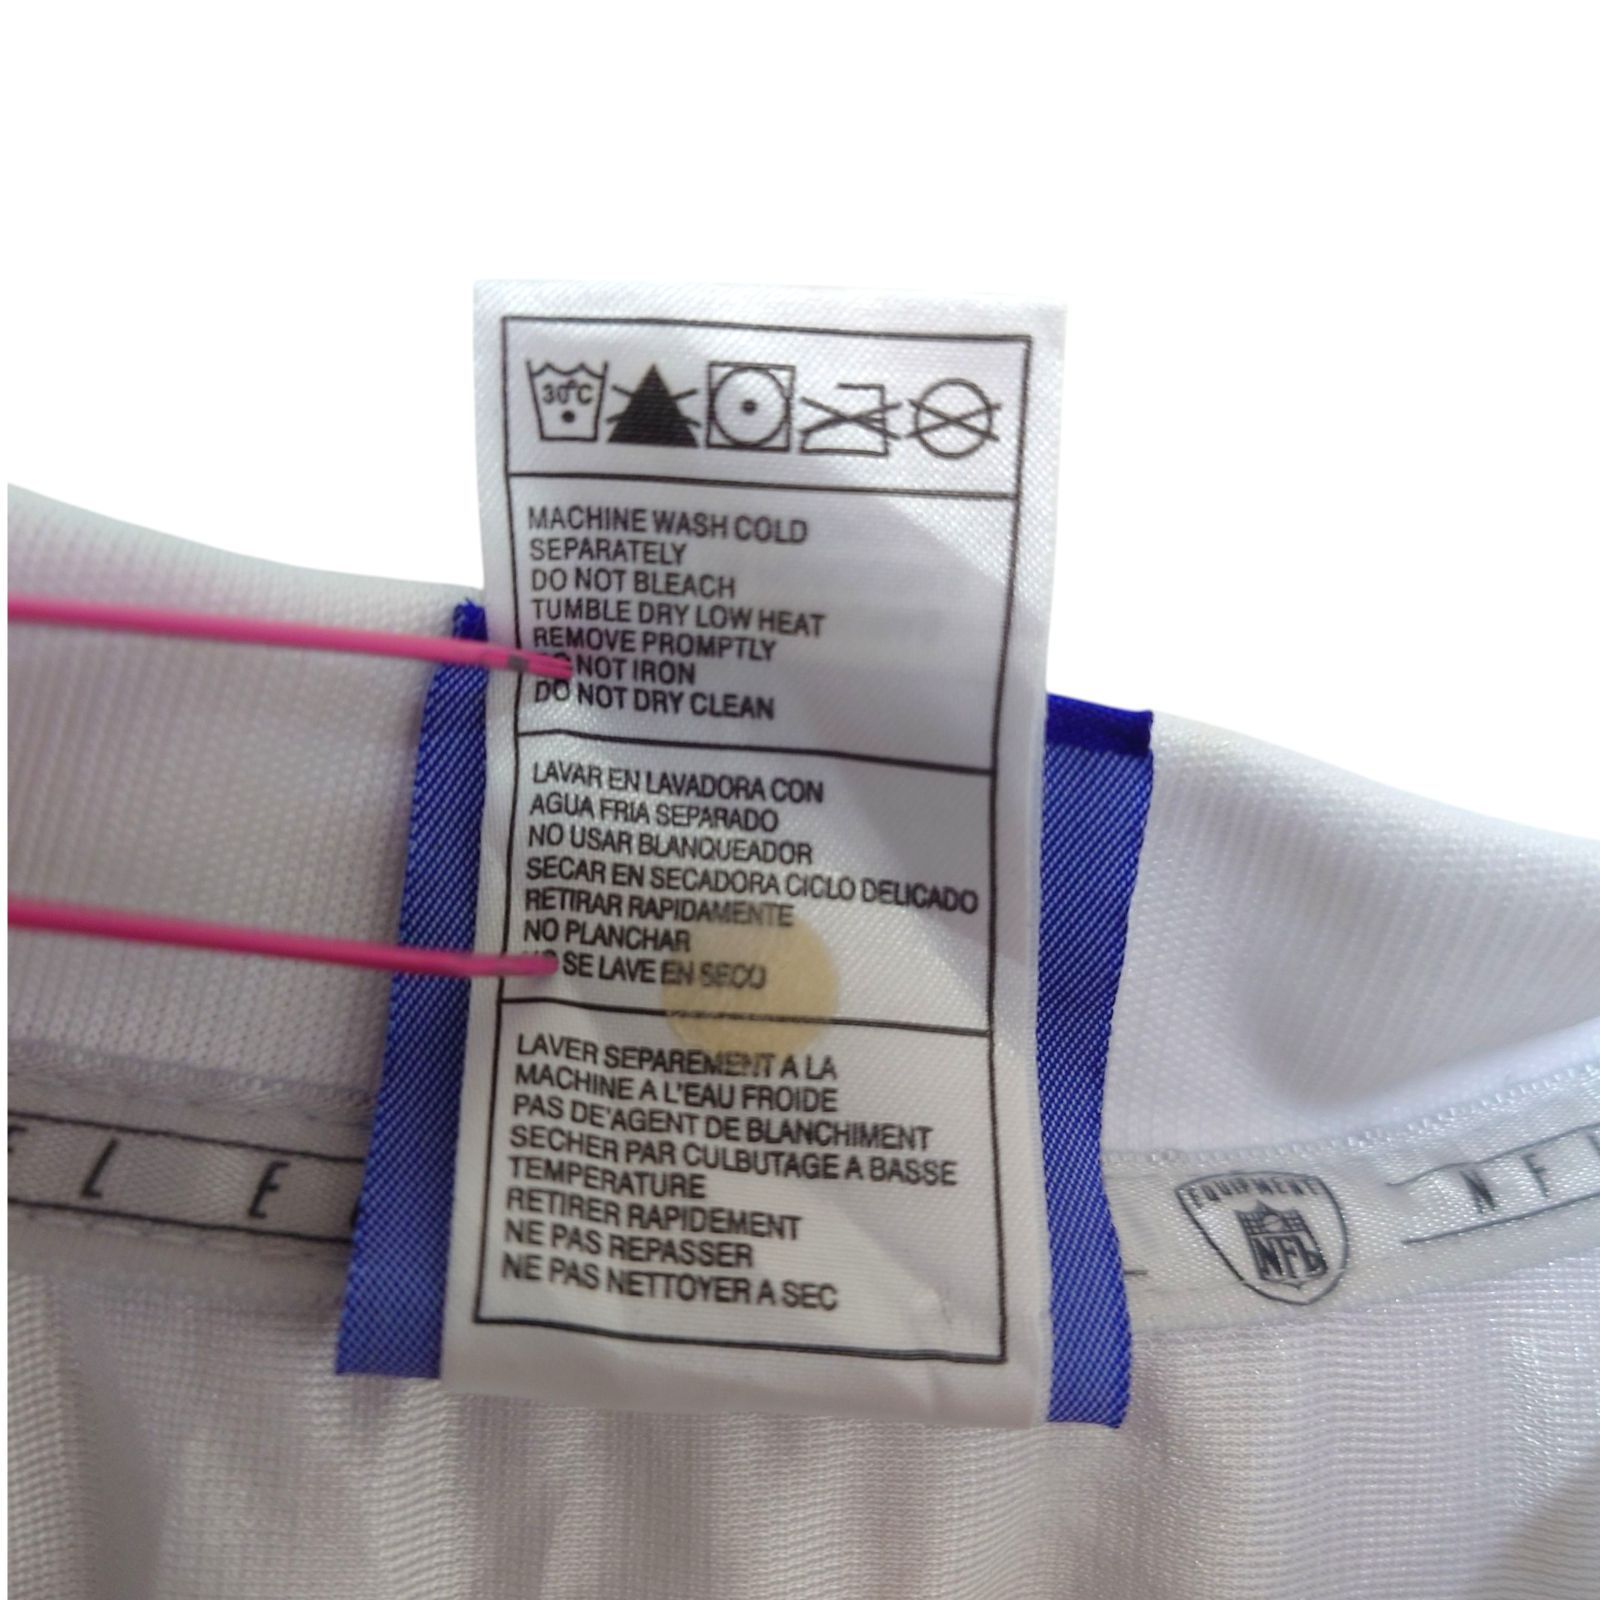 30°C
MACHINE WASH COLD
SEPARATELY
DO NOT BLEACH
TUMBLE DRY LOW HEAT
REMOVE PROMPTLY
DO NOT IRON
DO NOT DRY CLEAN
LAVAR EN LAVADORA CON
AGUA FRIA SEPARADO
NO USAR BLANQUEADOR
SECAR EN SECADORA CICLO DELICADO
RETIRAR RAPIDAMENTE
NO PLANCHAR
NO SE LAVE EN SECO
LAVER SEPAREMENT A LA
MACHINE A L'EAU FROIDE
PAS DE'AGENT DE BLANCHIMENT
SECHER PAR CULBUTAGE A BASSE
TEMPERATURE
RETIRER RAPIDEMENT
NE PAS REPASSER
NE PAS NETTOYER A SEC
EQUIPMENT
NFL